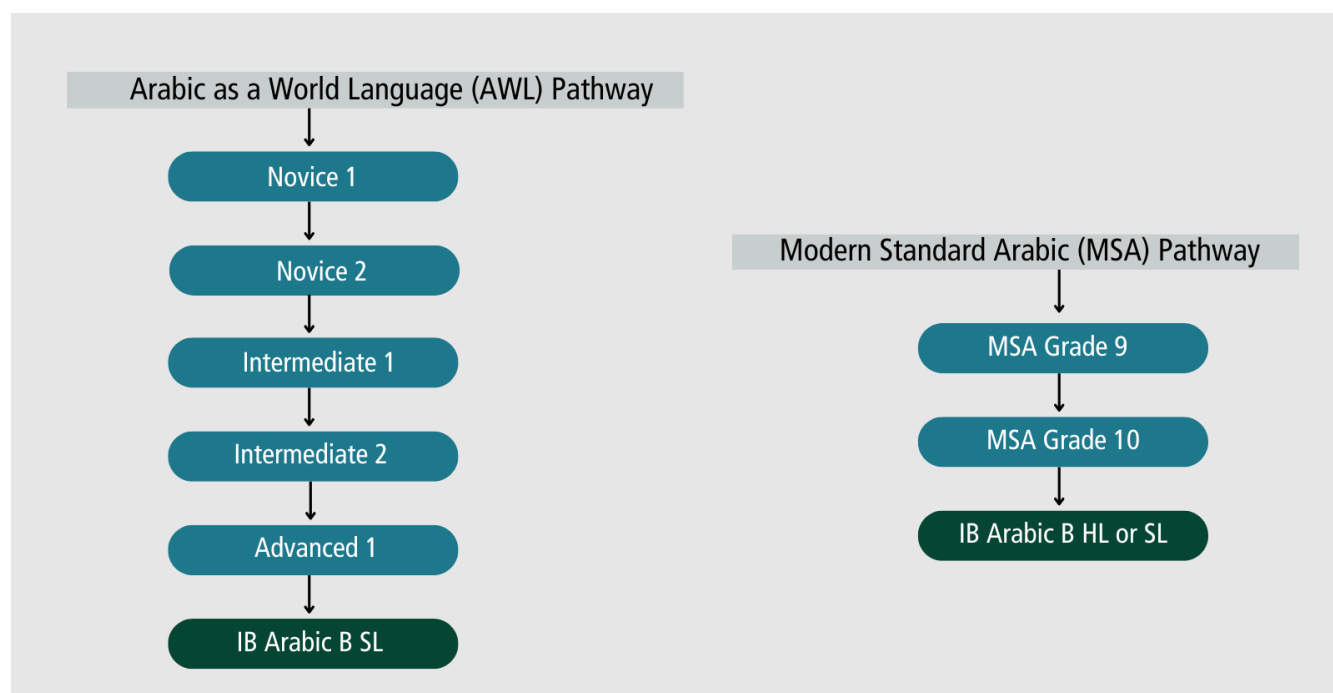 Arabic as a World Language (AWL) Pathway
Novice 1
Novice 2
Intermediate 1
Intermediate 2
Advanced 1
IB Arabic B SL
Modern Standard Arabic (MSA) Pathway
MSA Grade 9
MSA Grade 10
IB Arabic B HL or SL